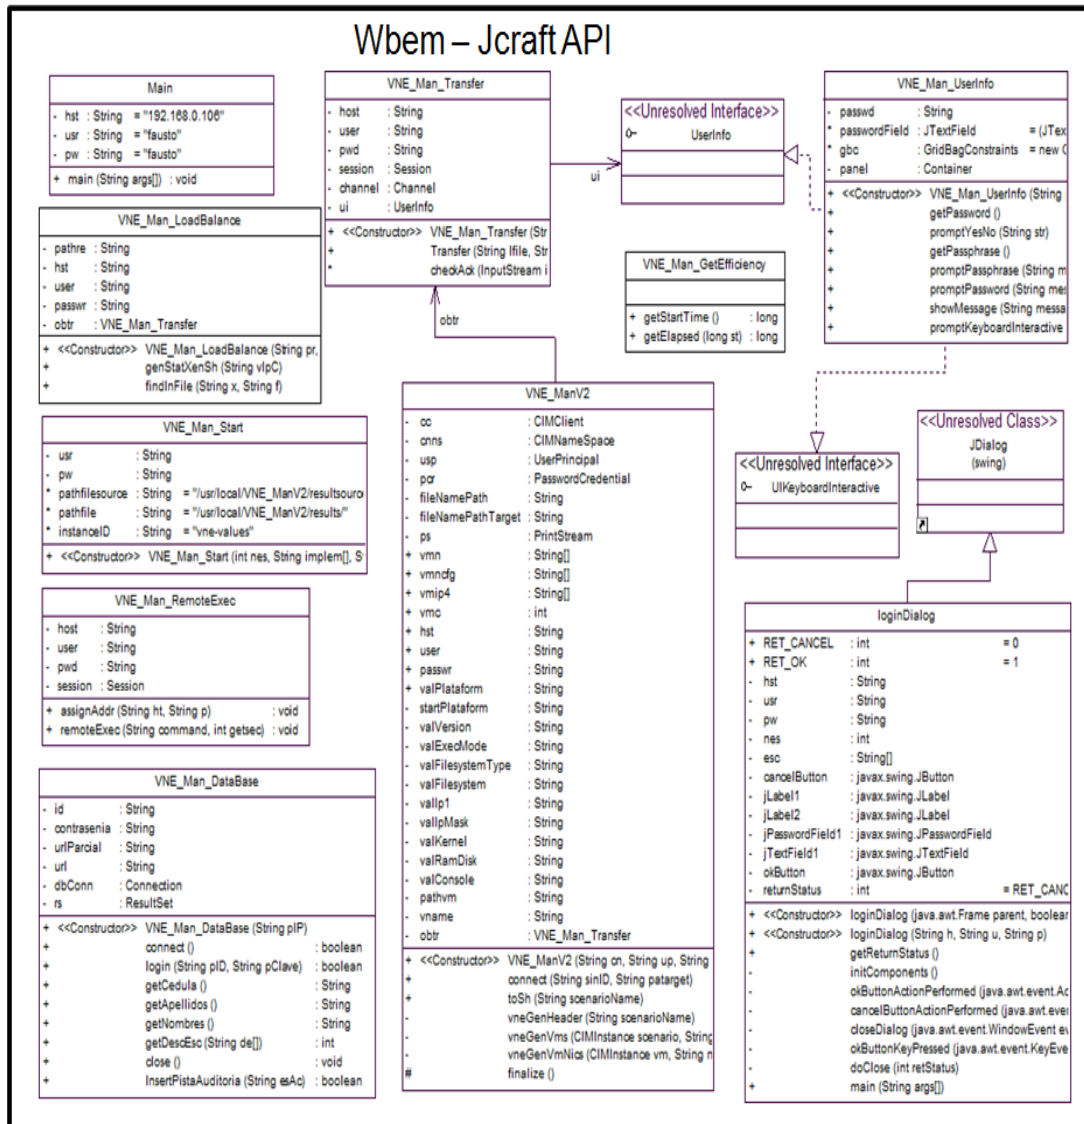 Wbem – Jcraft API
Main
- hst : String = "192.168.0.106"
- usr : String = "fausto"
- pw : String = "fausto"
+ main (String args[]) : void
VNE_Man_LoadBalance
- pathre : String
- hst : String
- user : String
- passwr : String
- obtr : VNE_Man_Transfer
+ <<Constructor>> VNE_Man_LoadBalance (String pr,
+ genStatXenSh (String vIpC)
+ findInFile (String x, String f)
VNE_Man_Start
- usr : String
- pw : String
* pathfilesource : String = "/usr/local/VNE_ManV2/resultsourc
* pathfile : String = "/usr/local/VNE_ManV2/results/"
* instanceID : String = "vne-values"
+ <<Constructor>> VNE_Man_Start (int nes, String implem[], S
VNE_Man_RemoteExec
- host : String
- user : String
- pwd : String
- session : Session
+ assignAddr (String ht, String p) : void
+ remoteExec (String command, int getsec) : void
VNE_Man_DataBase
- id : String
- contrasenia : String
- urlParcial : String
- url : String
- dbConn : Connection
- rs : ResultSet
+ <<Constructor>> VNE_Man_DataBase (String pIP)
+ connect () : boolean
+ login (String pID, String pClave) : boolean
+ getCedula () : String
+ getApellidos () : String
+ getNombres () : String
+ getDescEsc (String de[]) : int
+ close () : void
+ InsertPistaAuditoria (String esAc) : boolean
VNE_Man_Transfer
- host : String
- user : String
- pwd : String
- session : Session
- channel : Channel
- ui : UserInfo
+ <<Constructor>> VNE_Man_Transfer (Str
+ Transfer (String lfile, Str
* checkAck (InputStream i
ui
obtr
<<Unresolved Interface>>
UserInfo
VNE_Man_GetEfficiency
+ getStartTime () : long
+ getElapsed (long st) : long
VNE_Man_UserInfo
- passwd : String
* passwordField : JTextField = (JTex
* gbc : GridBagConstraints = new G
- panel : Container
+ <<Constructor>> VNE_Man_UserInfo (String
+ getPassword ()
+ promptYesNo (String str)
+ getPassphrase ()
+ promptPassphrase (String m
+ promptPassword (String mes
+ showMessage (String messa
+ promptKeyboardInteractive
VNE_ManV2
- cc : CIMClient
- cnns : CIMNameSpace
- usp : UserPrincipal
- pcr : PasswordCredential
- fileNamePath : String
- fileNamePathTarget : String
- ps : PrintStream
+ vmn : String[]
+ vmncfg : String[]
+ vmip4 : String[]
+ vmc : int
+ hst : String
+ user : String
+ passwr : String
+ valPlataform : String
- startPlataform : String
- valVersion : String
- valExecMode : String
- valFilesystemType : String
- valFilesystem : String
- valIp1 : String
- valIpMask : String
- valKernel : String
- valRamDisk : String
- valConsole : String
- pathvm : String
- vname : String
- obtr : VNE_Man_Transfer
+ <<Constructor>> VNE_ManV2 (String cn, String up, String
+ connect (String sinID, String patarget)
+ toSh (String scenarioName)
- vneGenHeader (String scenarioName)
- vneGenVms (CIMInstance scenario, String
- vneGenVmNics (CIMInstance vm, String n
# finalize ()
<<Unresolved Interface>>
UIKeyboardInteractive
<<Unresolved Class>>
JDialog
(swing)
loginDialog
+ RET_CANCEL : int = 0
+ RET_OK : int = 1
- hst : String
- usr : String
- pw : String
- nes : int
- esc : String[]
- cancelButton : javax.swing.JButton
- jLabel1 : javax.swing.JLabel
- jLabel2 : javax.swing.JLabel
- jPasswordField1 : javax.swing.JPasswordField
- jTextField1 : javax.swing.JTextField
- okButton : javax.swing.JButton
- returnStatus : int = RET_CANC
+ <<Constructor>> loginDialog (java.awt.Frame parent, boolear
+ <<Constructor>> loginDialog (String h, String u, String p)
+ getReturnStatus ()
- initComponents ()
- okButtonActionPerformed (java.awt.event.Ac
- cancelButtonActionPerformed (java.awt.ever
- closeDialog (java.awt.event.WindowEvent ev
- okButtonKeyPressed (java.awt.event.KeyEve
- doClose (int retStatus)
+ main (String args[])